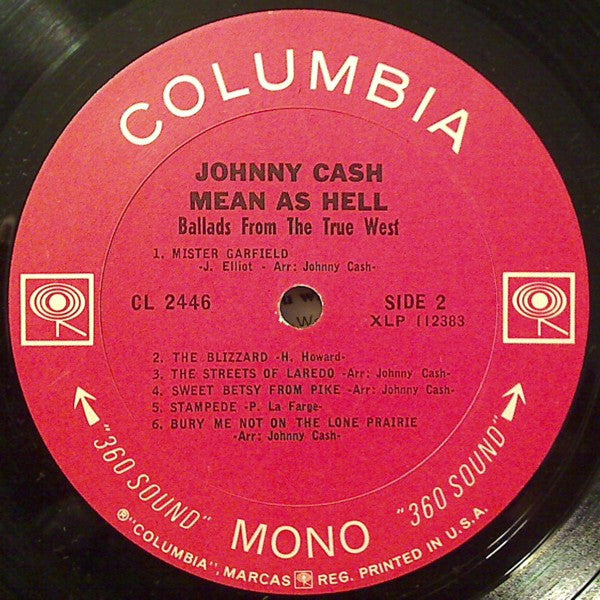 COLUMBIA
JOHNNY CASH
MEAN AS HELL
Ballads From The True West
1. MISTER GARFIELD
-J. Elliot - Arr: Johnny Cash-
CL 2446
SIDE 2
XLP 112383
2. THE BLIZZARD -H. Howard-
3. THE STREETS OF LAREDO -Arr: Johnny Cash-
4. SWEET BETSY FROM PIKE -Arr: Johnny Cash-
5. STAMPEDE -P. La Farge-
6. BURY ME NOT ON THE LONE PRAIRIE
-Arr: Johnny Cash-
"360 SOUND"
MONO
"360 SOUND"
®"COLUMBIA", MARCAS REG. PRINTED IN U.S.A.